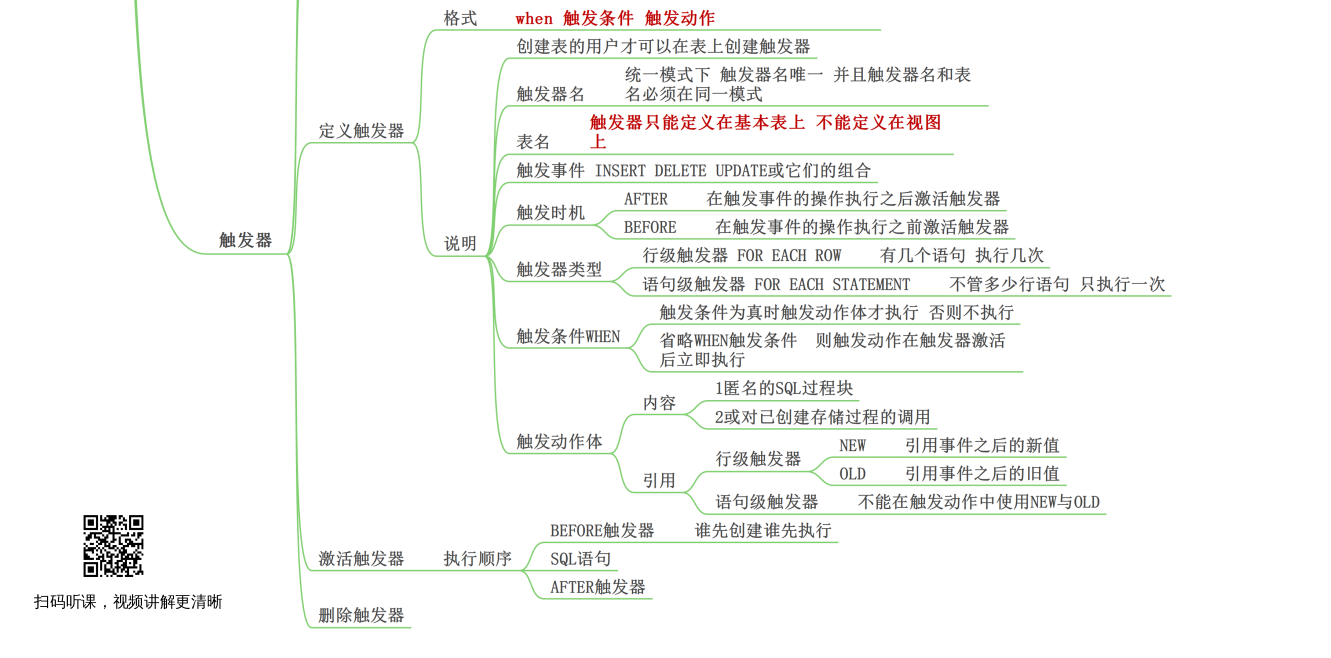 格式 when 触发条件 触发动作
创建表的用户才可以在表上创建触发器
统一模式下 触发器名唯一 并且触发器名和表
触发器名 名必须在同一模式
定义触发器
触发器只能定义在基本表上 不能定义在视图
表名 上
触发事件 INSERT DELETE UPDATE或它们的组合
AFTER 在触发事件的操作执行之后激活触发器
触发时机
BEFORE 在触发事件的操作执行之前激活触发器
触发器
说明
行级触发器 FOR EACH ROW 有几个语句 执行几次
触发器类型
语句级触发器 FOR EACH STATEMENT 不管多少行语句 只执行一次
触发条件为真时触发动作体才执行 否则不执行
触发条件WHEN
省略WHEN触发条件 则触发动作在触发器激活
后立即执行
1匿名的SQL过程块
内容
2或对已创建存储过程的调用
触发动作体
NEW 引用事件之后的新值
行级触发器
OLD 引用事件之后的旧值
引用
语句级触发器 不能在触发动作中使用NEW与OLD
BEFORE触发器 谁先创建谁先执行
激活触发器 执行顺序 SQL语句
AFTER触发器
扫码听课，视频讲解更清晰
删除触发器